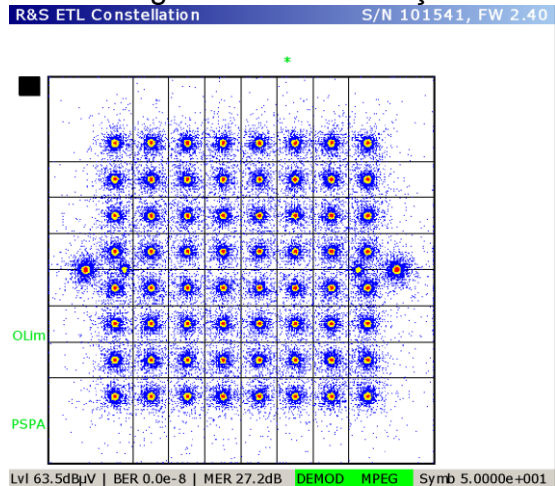 R&S ETL Constellation S/N 101541, FW 2.40
*
OLim
PSPA
Lvl 63.5dBµV | BER 0.0e-8 | MER 27.2dB DEMOD MPEG Symb 5.0000e+001